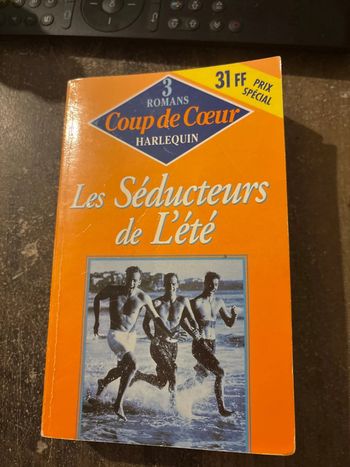 3
ROMANS
Coup de Cœur
HARLEQUIN
31 FF PRIX
SPÉCIAL
Les Séducteurs
de L'été